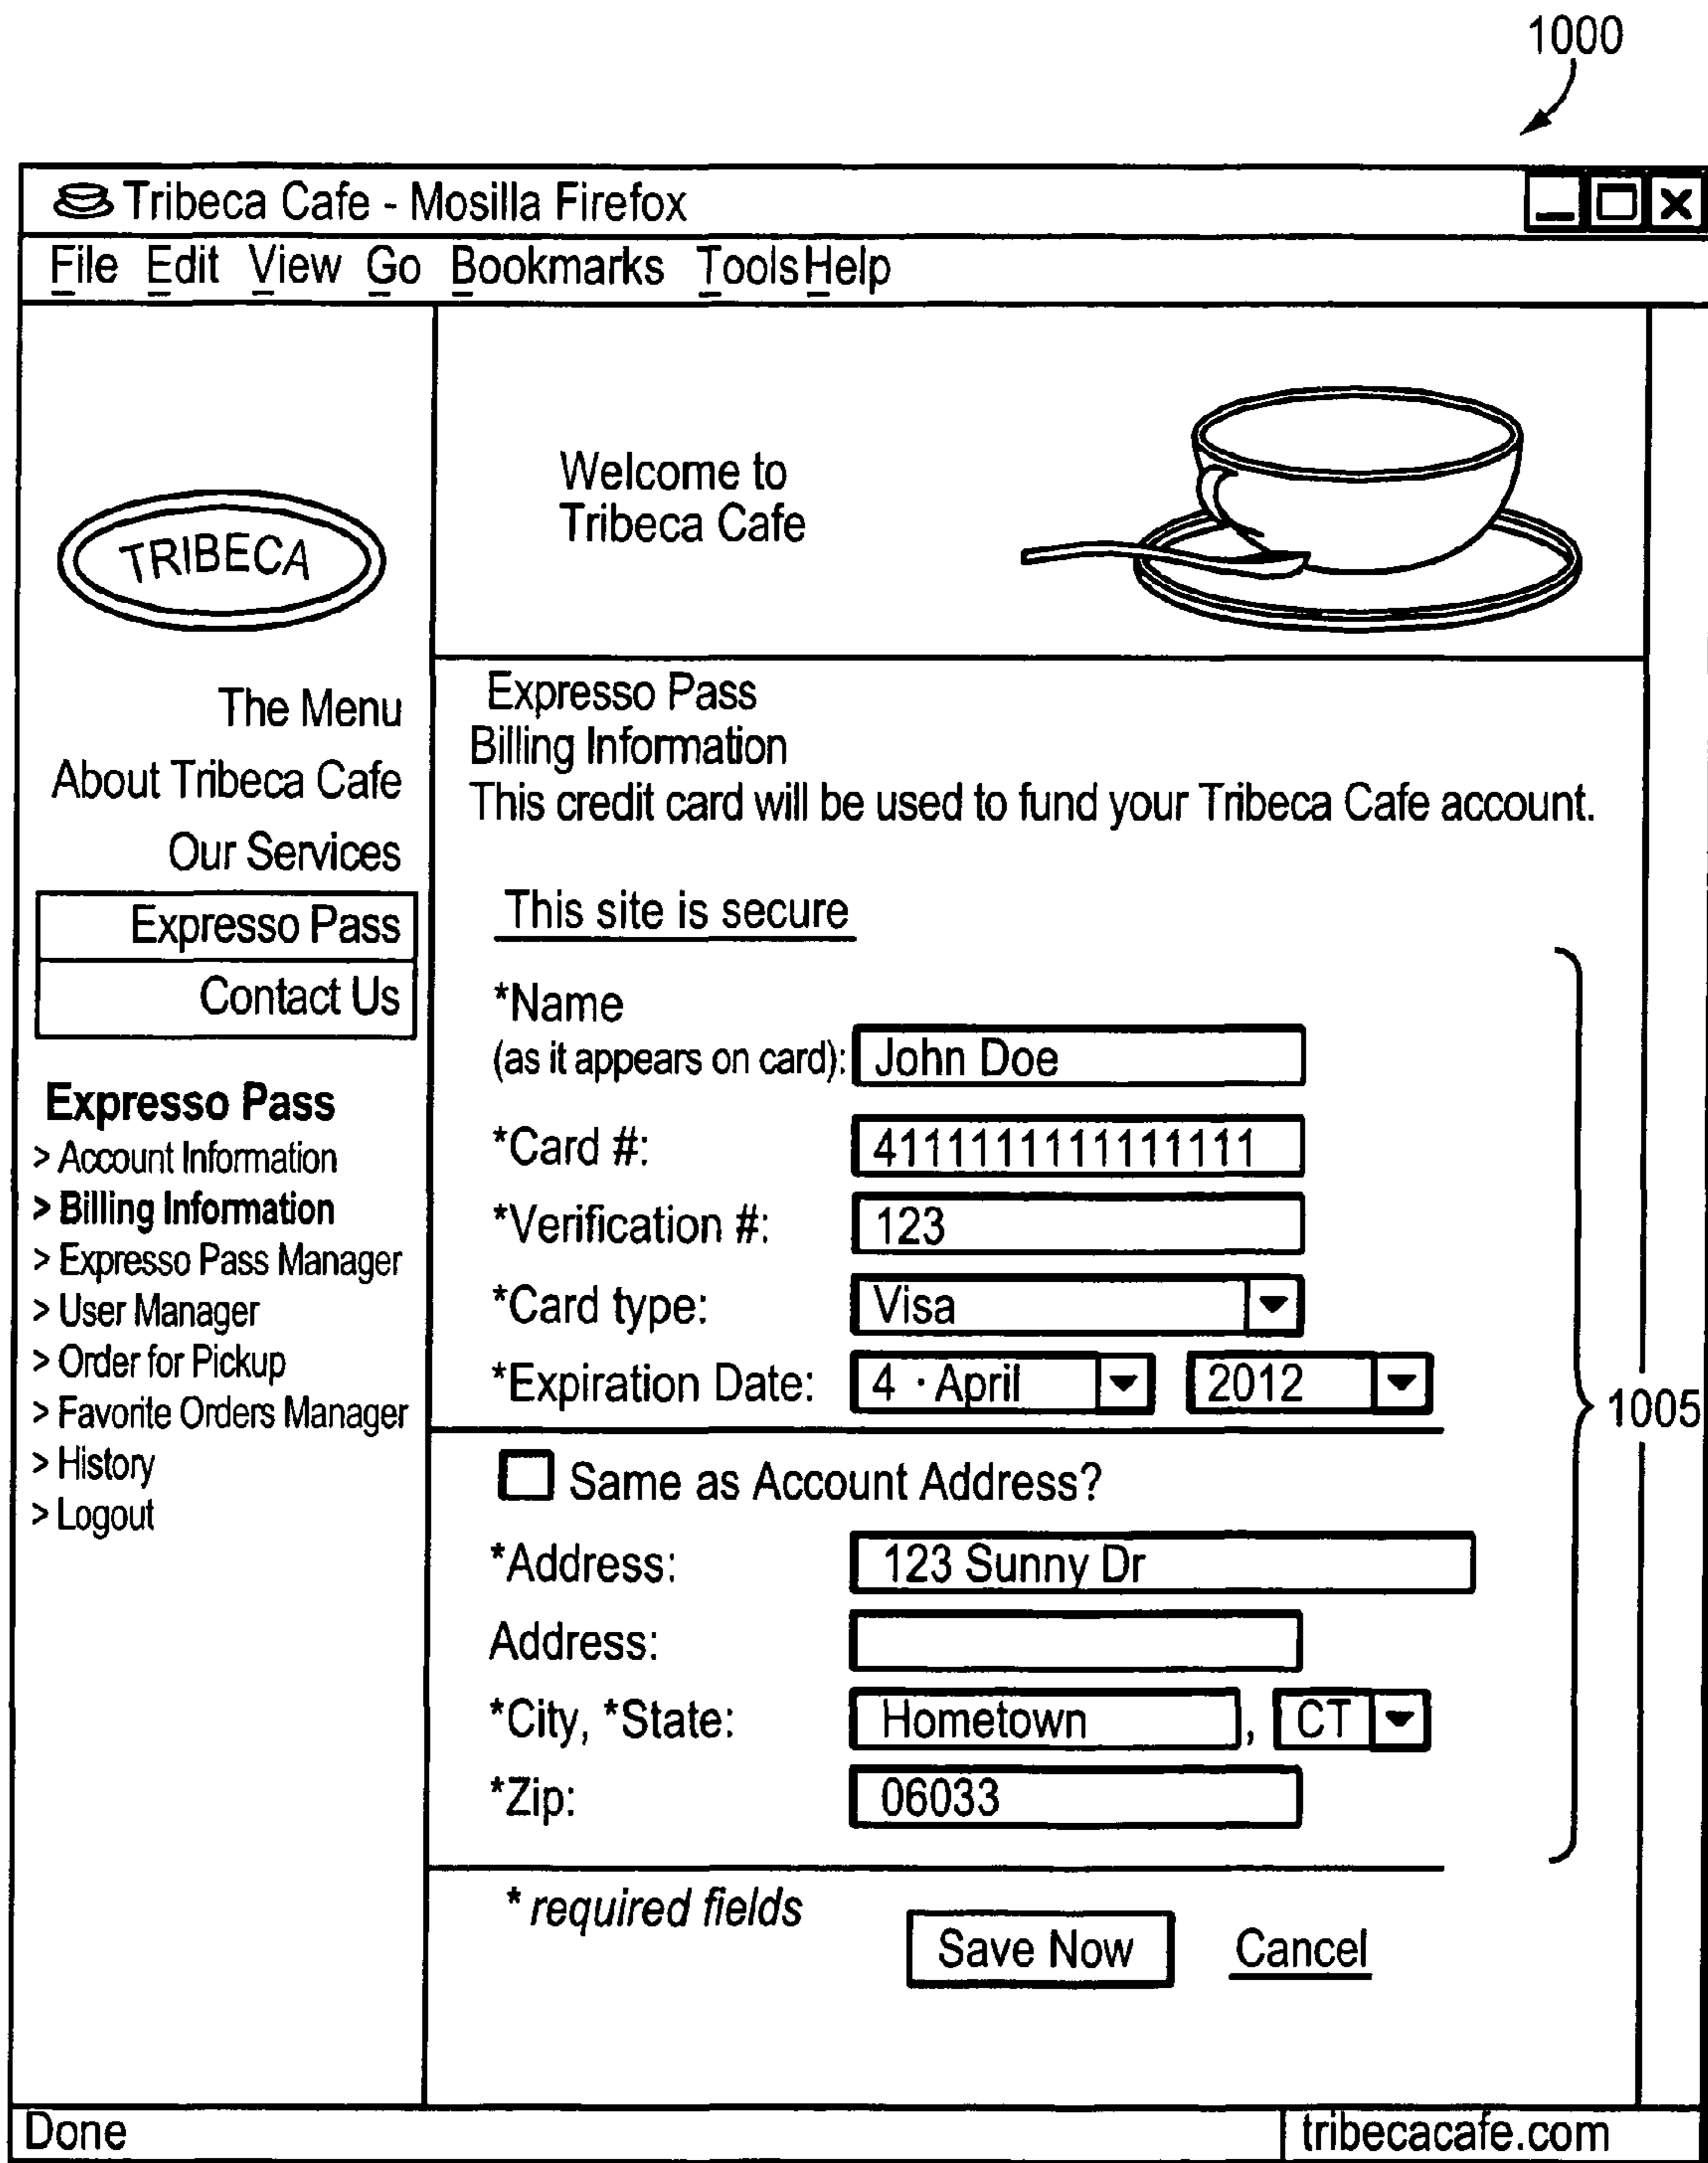 1000
Tribeca Cafe - Mosilla Firefox
File Edit View Go Bookmarks Tools Help
TRIBECA
Welcome to
Tribeca Cafe
The Menu
About Tribeca Cafe
Our Services
Expresso Pass
Contact Us
Expresso Pass
> Account Information
> Billing Information
> Expresso Pass Manager
> User Manager
> Order for Pickup
> Favorite Orders Manager
> History
> Logout
Expresso Pass
Billing Information
This credit card will be used to fund your Tribeca Cafe account.
This site is secure
*Name
(as it appears on card): John Doe
*Card #: 4111111111111111
*Verification #: 123
*Card type: Visa
*Expiration Date: 4 · April 2012
1005
Same as Account Address?
*Address: 123 Sunny Dr
Address:
*City, *State: Hometown , CT
*Zip: 06033
* required fields
Save Now Cancel
Done tribecacafe.com